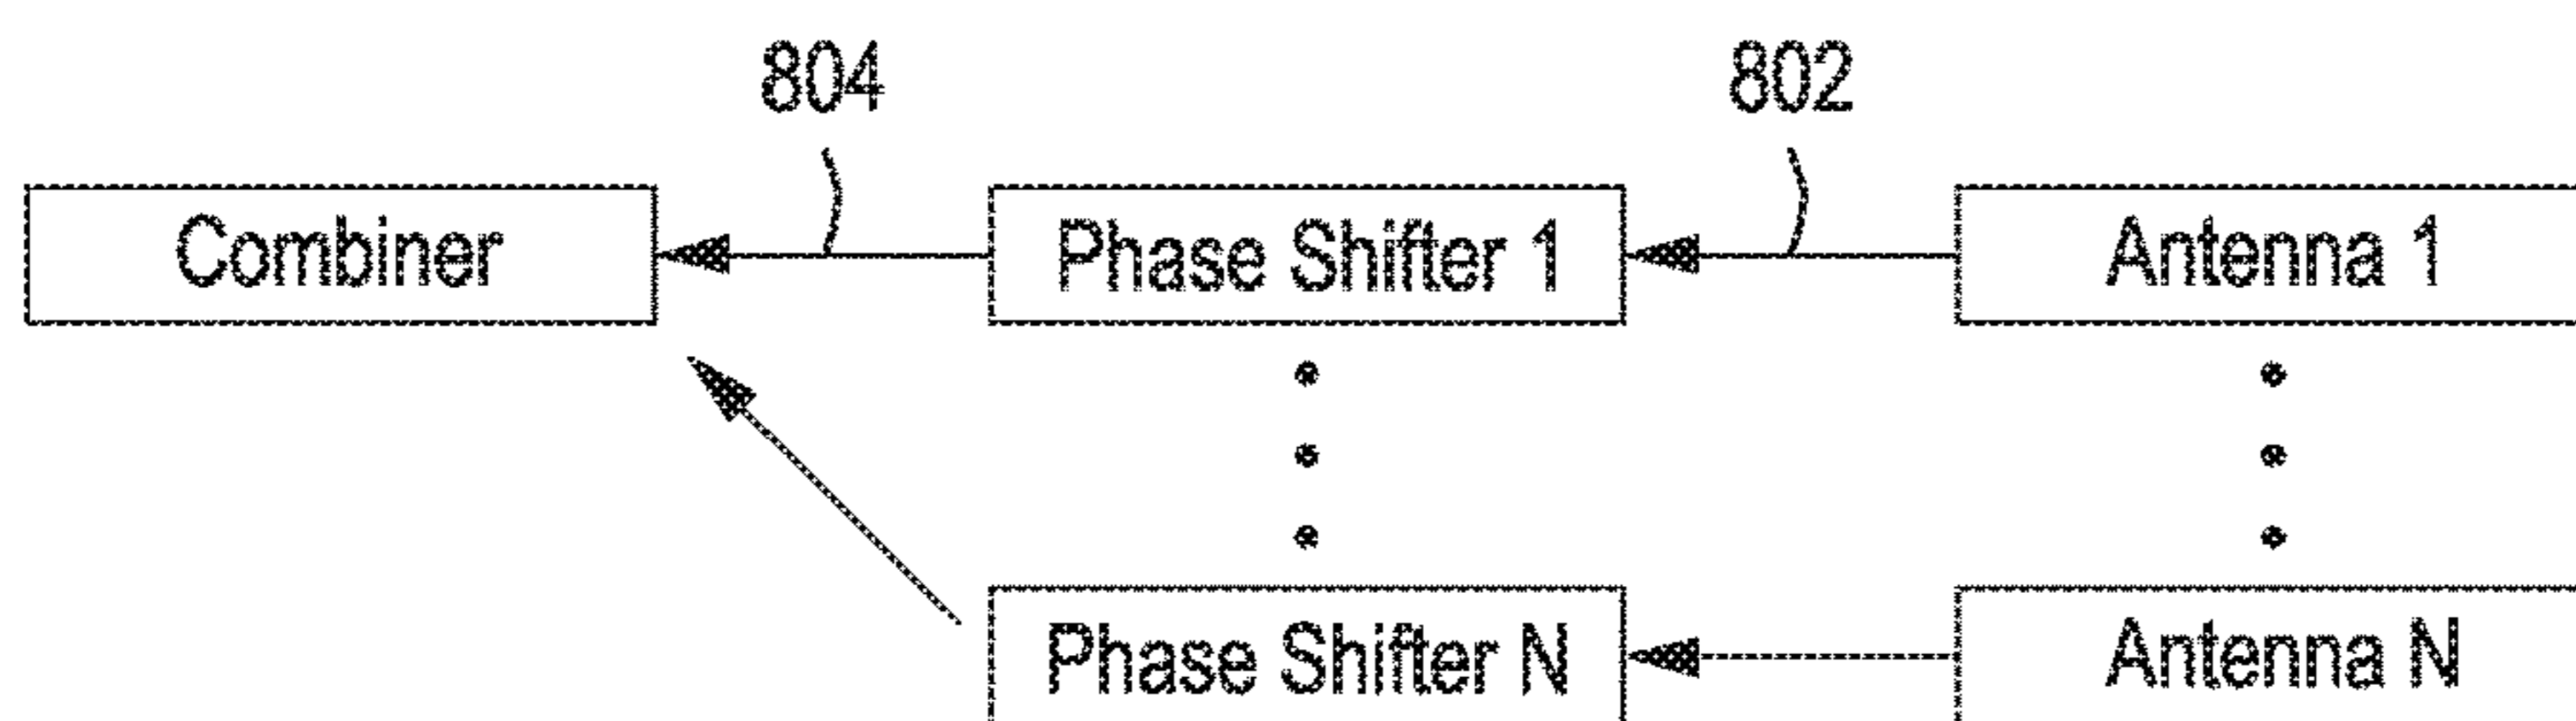 804
802
Combiner
Phase Shifter 1
Antenna 1
Phase Shifter N
Antenna N